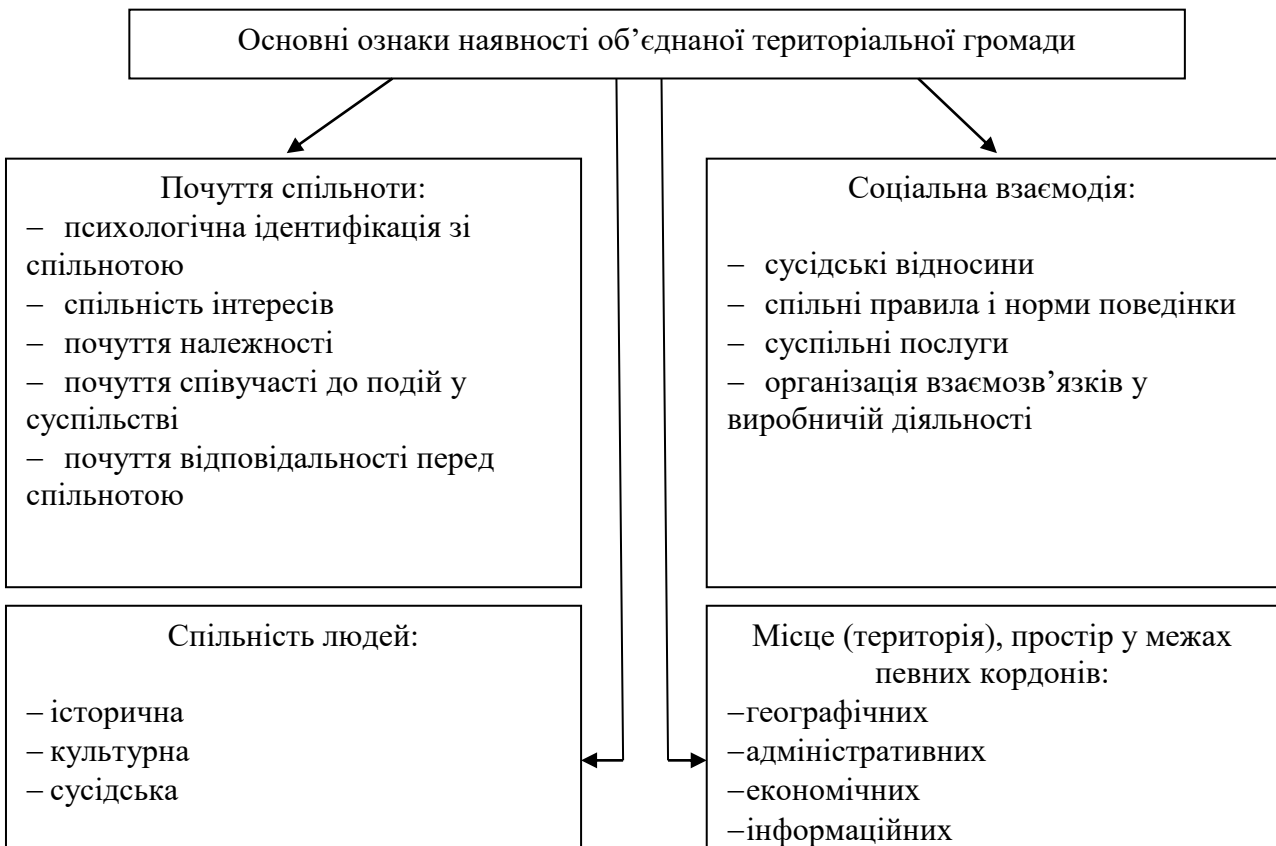 Основні ознаки наявності об’єднаної територіальної громади
Почуття спільноти:
− психологічна ідентифікація зі
спільнотою
− спільність інтересів
− почуття належності
− почуття співучасті до подій у
суспільстві
− почуття відповідальності перед
спільнотою
Соціальна взаємодія:
− сусідські відносини
− спільні правила і норми поведінки
− суспільні послуги
− організація взаємозв’язків у
виробничій діяльності
Спільність людей:
− історична
− культурна
− сусідська
Місце (територія), простір у межах
певних кордонів:
−географічних
−адміністративних
−економічних
−інформаційних